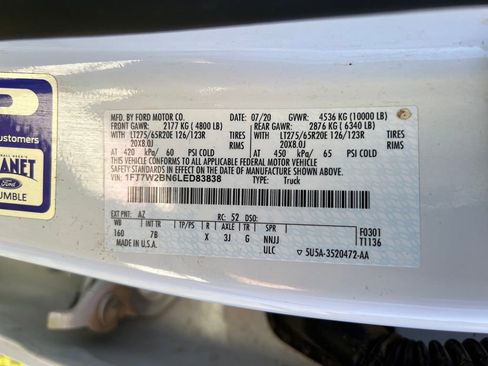 customers
PLANET
Ford
HUMBLE
MFD. BY FORD MOTOR CO. DATE: 07/20 GVWR: 4536 KG (10000 LB)
FRONT GAWR: 2177 KG ( 4800 LB) REAR GAWR: 2876 KG ( 6340 LB)
WITH LT275/65R20E 126/123R TIRES WITH LT275/65R20E 126/123R TIRES
20X8.0J RIMS 20X8.0J RIMS
AT 420 kPa/ 60 PSI COLD AT 450 kPa/ 65 PSI COLD
THIS VEHICLE CONFORMS TO ALL APPLICABLE FEDERAL MOTOR VEHICLE
SAFETY STANDARDS IN EFFECT ON THE DATE OF MANUFACTURE SHOWN ABOVE.
VIN: 1FT7W2BN6LED83838 TYPE: Truck
EXT PNT: AZ RC: 52 DSO:
WB INT TR TP/PS R AX TR SPR F0301
160 7B X 3J G NNJJ T1136
MADE IN U.S.A. ULC ▽ 5U5A-3520472-AA